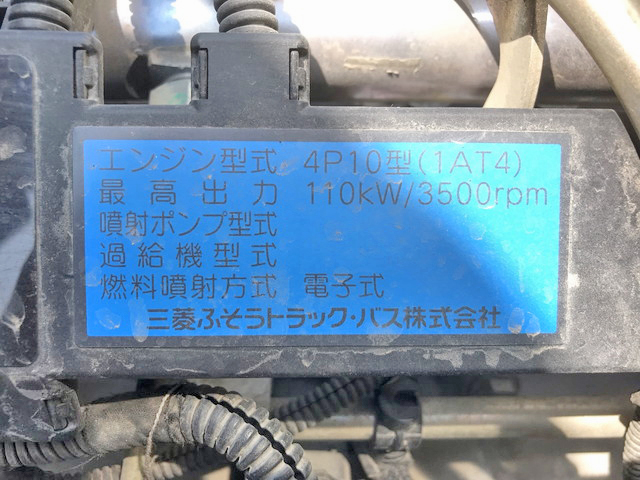 エンジン型式 4P10型(1AT4)
最高出力 110kW/3500rpm
噴射ポンプ型式
過給機型式
燃料噴射方式 電子式
三菱ふそうトラック・バス株式会社